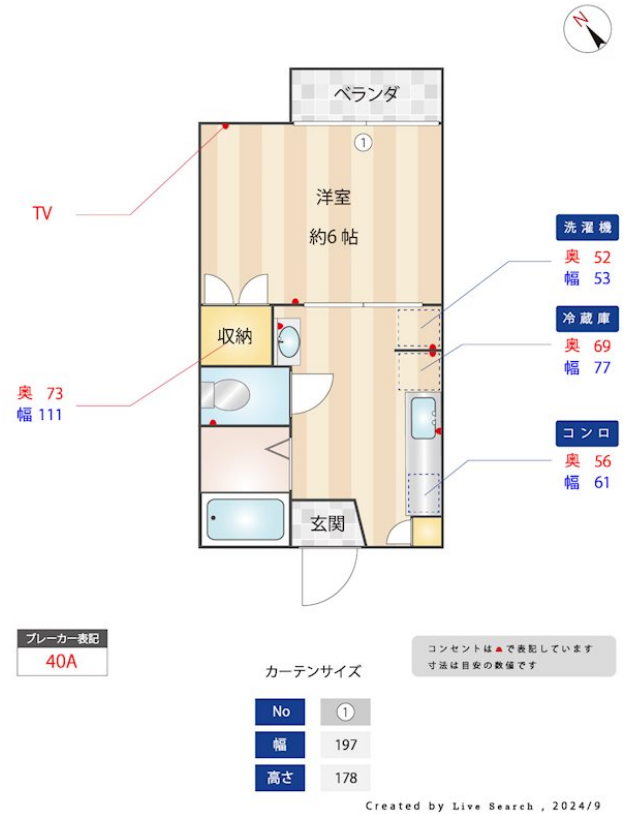 N
ベランダ
①
洋室
約6帖
TV
洗濯機
奥 52
幅 53
冷蔵庫
奥 69
幅 77
収納
奥 73
幅 111
コンロ
奥 56
幅 61
玄関
ブレーカー表記
40A
コンセントは で表記しています
寸法は目安の数値です
カーテンサイズ
No ①
幅 197
高さ 178
Created by Live Search , 2024/9